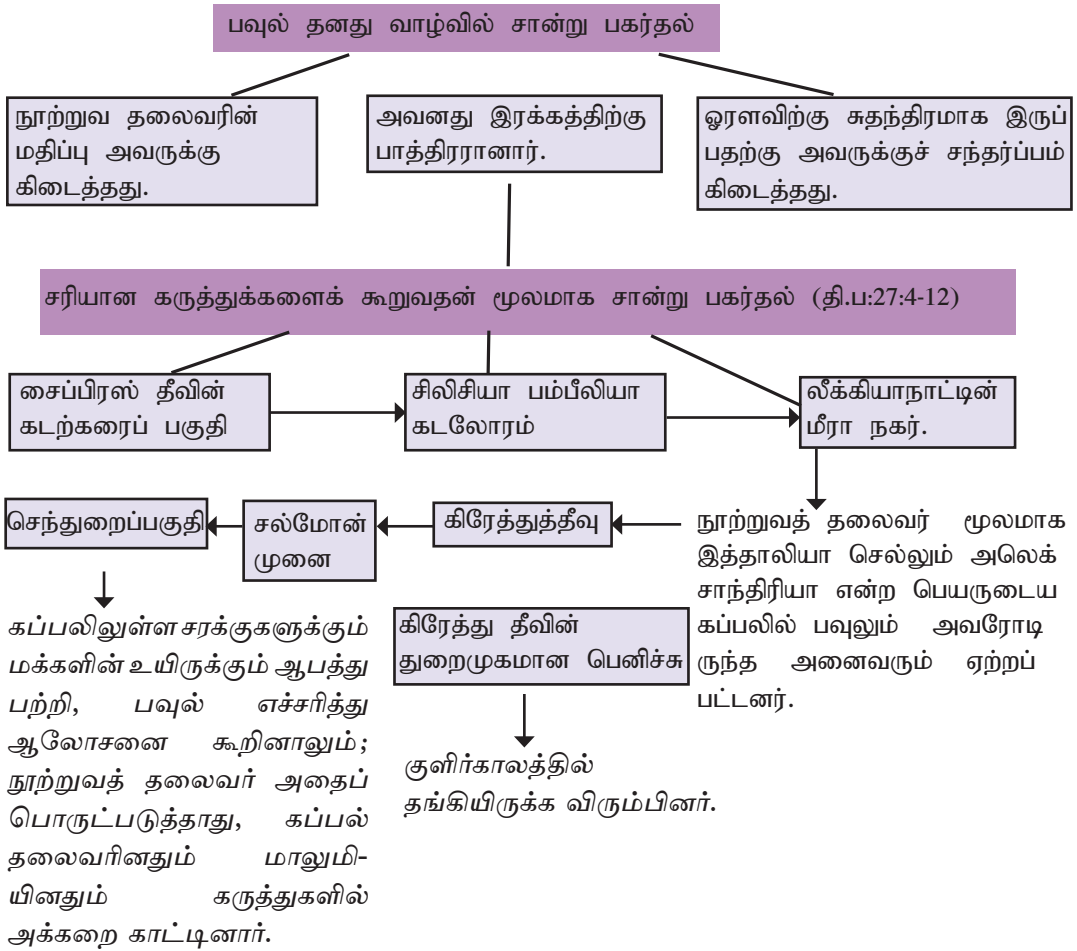 பவுல் தனது வாழ்வில் சான்று பகர்தல்
நூற்றுவ தலைவரின்
மதிப்பு அவருக்கு
கிடைத்தது.
அவனது இரக்கத்திற்கு
பாத்திரரானார்.
ஓரளவிற்கு சுதந்திரமாக இருப்
பதற்கு அவருக்குச் சந்தர்ப்பம்
கிடைத்தது.
சரியான கருத்துக்களைக் கூறுவதன் மூலமாக சான்று பகர்தல் (தி.ப:27:4-12)
சைப்பிரஸ் தீவின்
கடற்கரைப் பகுதி
சிலிசியா பம்பீலியா
கடலோரம்
லீக்கியாநாட்டின்
மீரா நகர்.
நூற்றுவத் தலைவர் மூலமாக
இத்தாலியா செல்லும் அலெக்
சாந்திரியா என்ற பெயருடைய
கப்பலில் பவுலும் அவரோடி
ருந்த அனைவரும் ஏற்றப்
பட்டனர்.
கிரேத்துத்தீவு
சல்மோன்
முனை
செந்துறைப்பகுதி
கப்பலிலுள்ள சரக்குகளுக்கும்
மக்களின் உயிருக்கும் ஆபத்து
பற்றி, பவுல் எச்சரித்து
ஆலோசனை கூறினாலும்;
நூற்றுவத் தலைவர் அதைப்
பொருட்படுத்தாது, கப்பல்
தலைவரினதும் மாலுமி-
யினதும் கருத்துகளில்
அக்கறை காட்டினார்.
கிரேத்து தீவின்
துறைமுகமான பெனிச்சு
குளிர்காலத்தில்
தங்கியிருக்க விரும்பினர்.